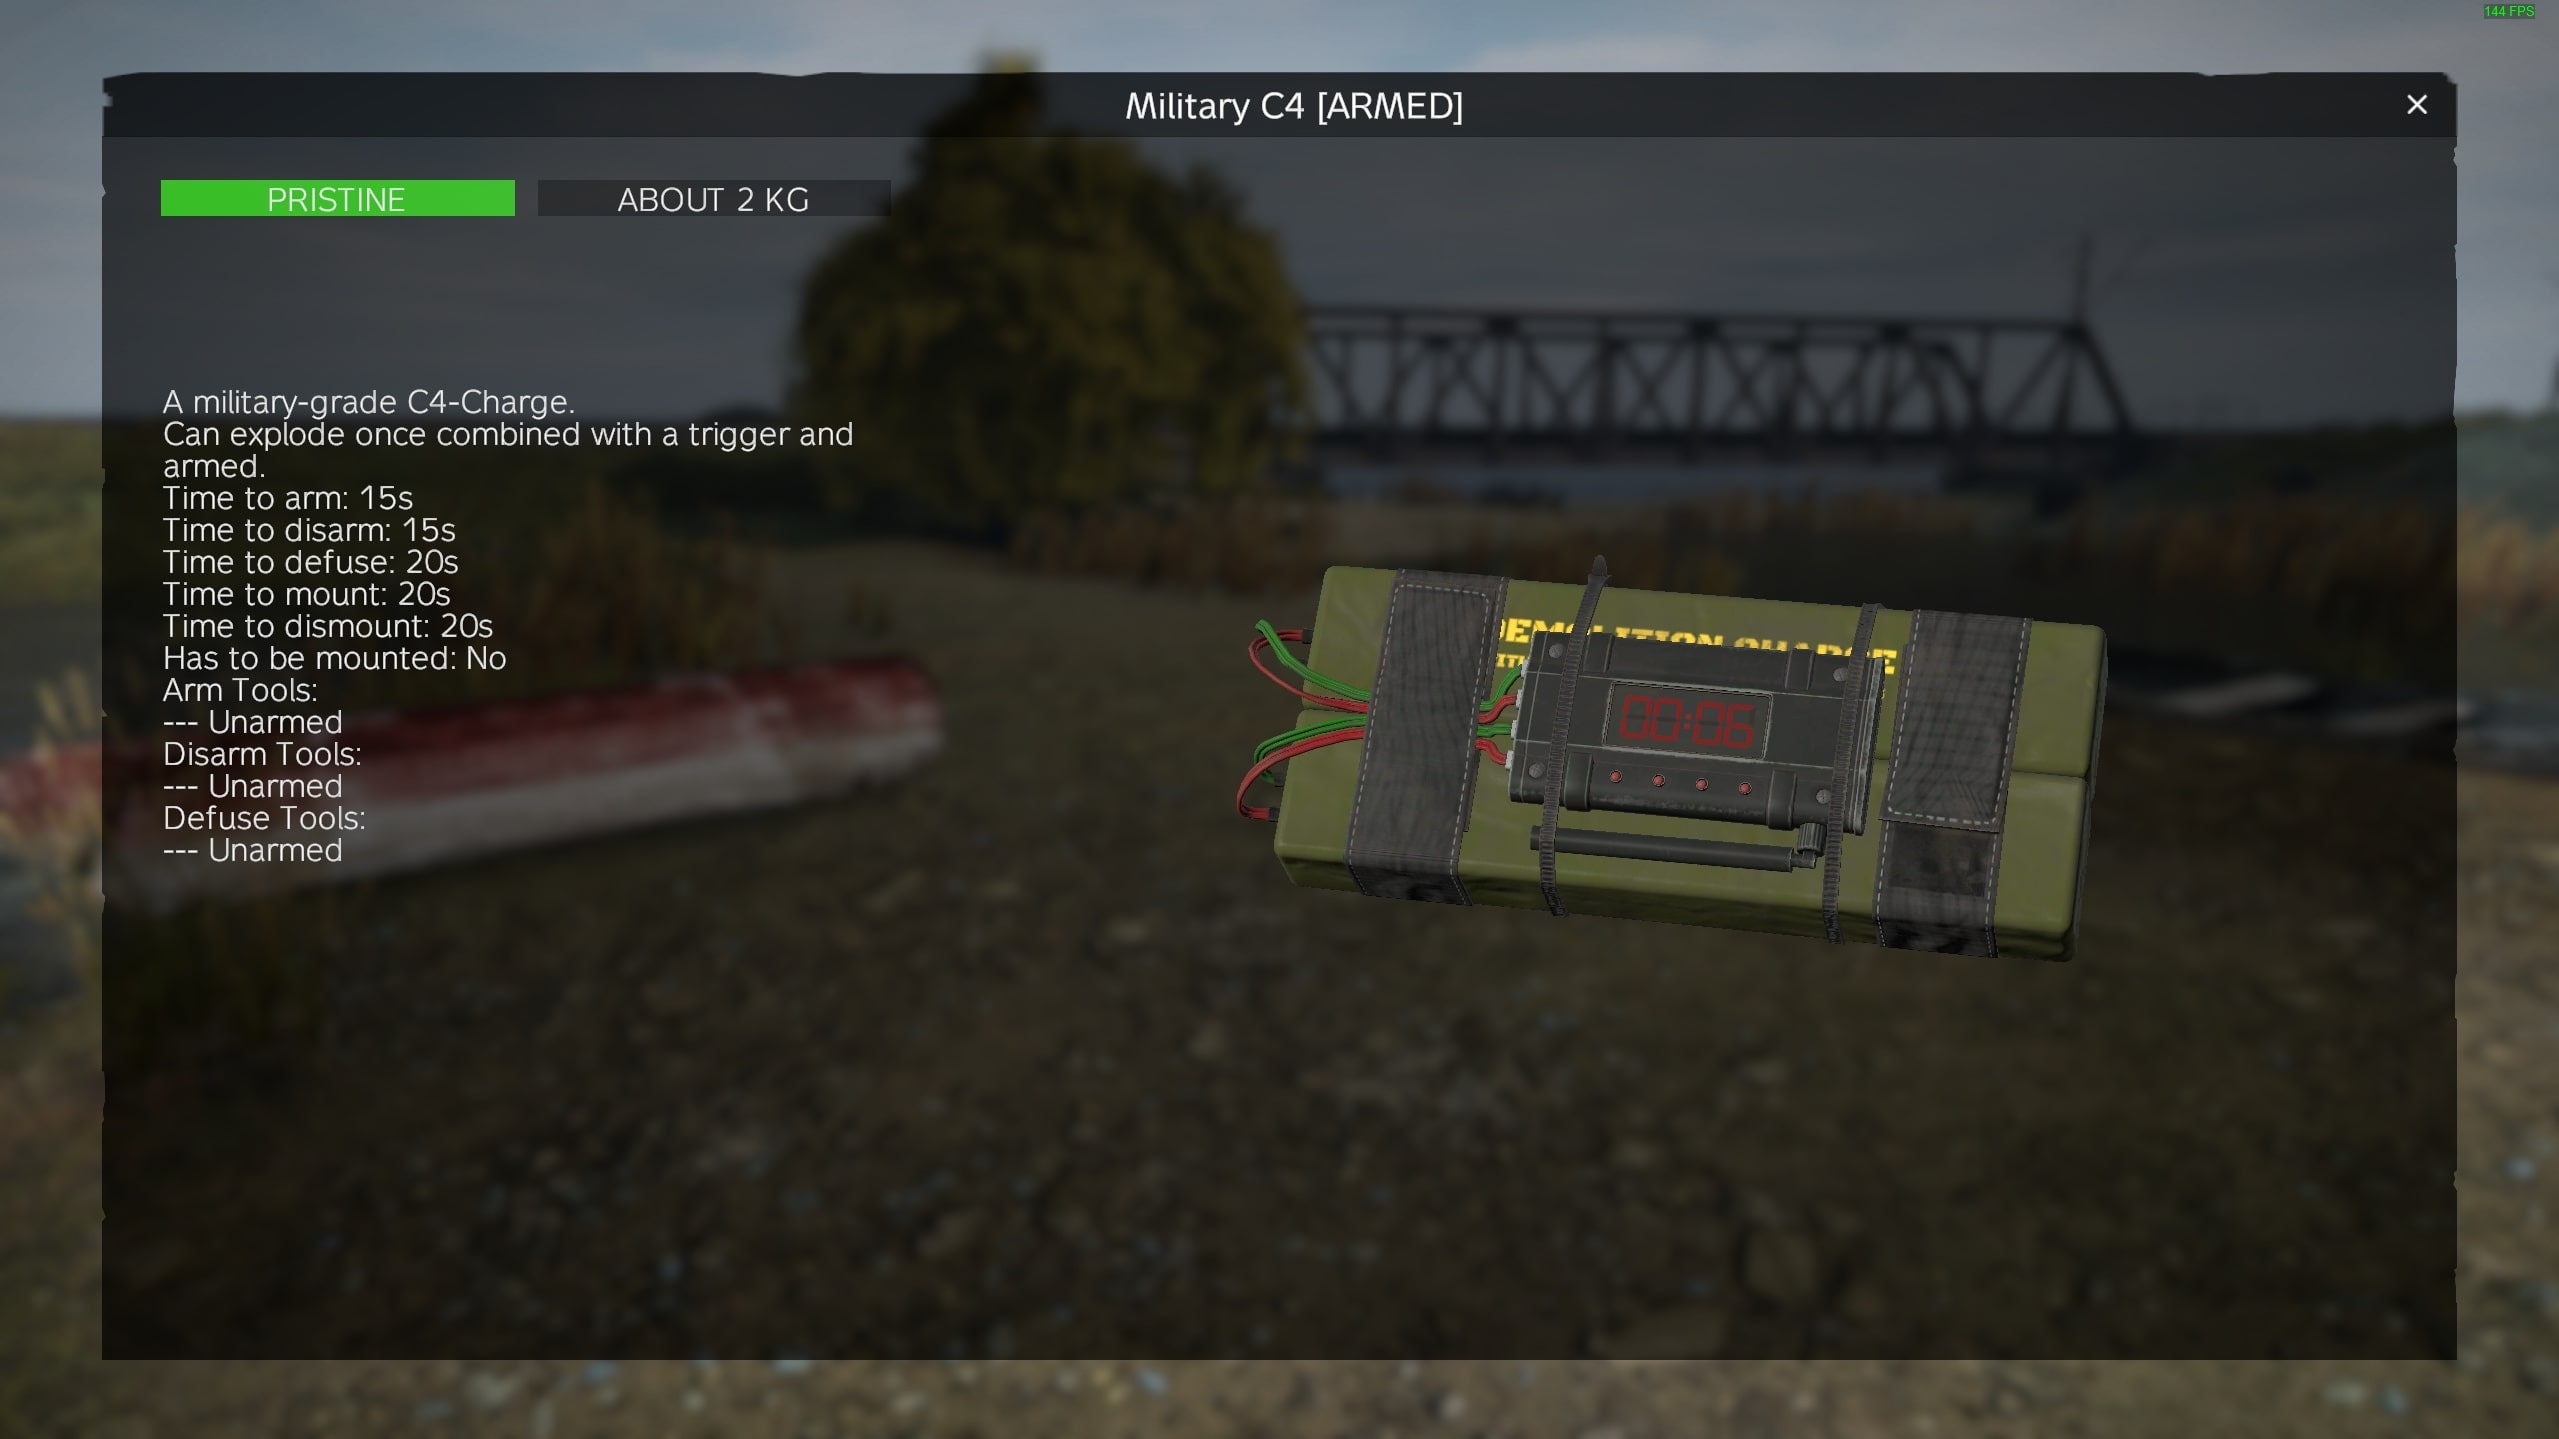 144 FPS
Military C4 [ARMED]
PRISTINE
ABOUT 2 KG
A military-grade C4-Charge.
Can explode once combined with a trigger and
armed.
Time to arm: 15s
Time to disarm: 15s
Time to defuse: 20s
Time to mount: 20s
Time to dismount: 20s
Has to be mounted: No
Arm Tools:
--- Unarmed
Disarm Tools:
--- Unarmed
Defuse Tools:
--- Unarmed
DEMOLITION CHARGE
00:06